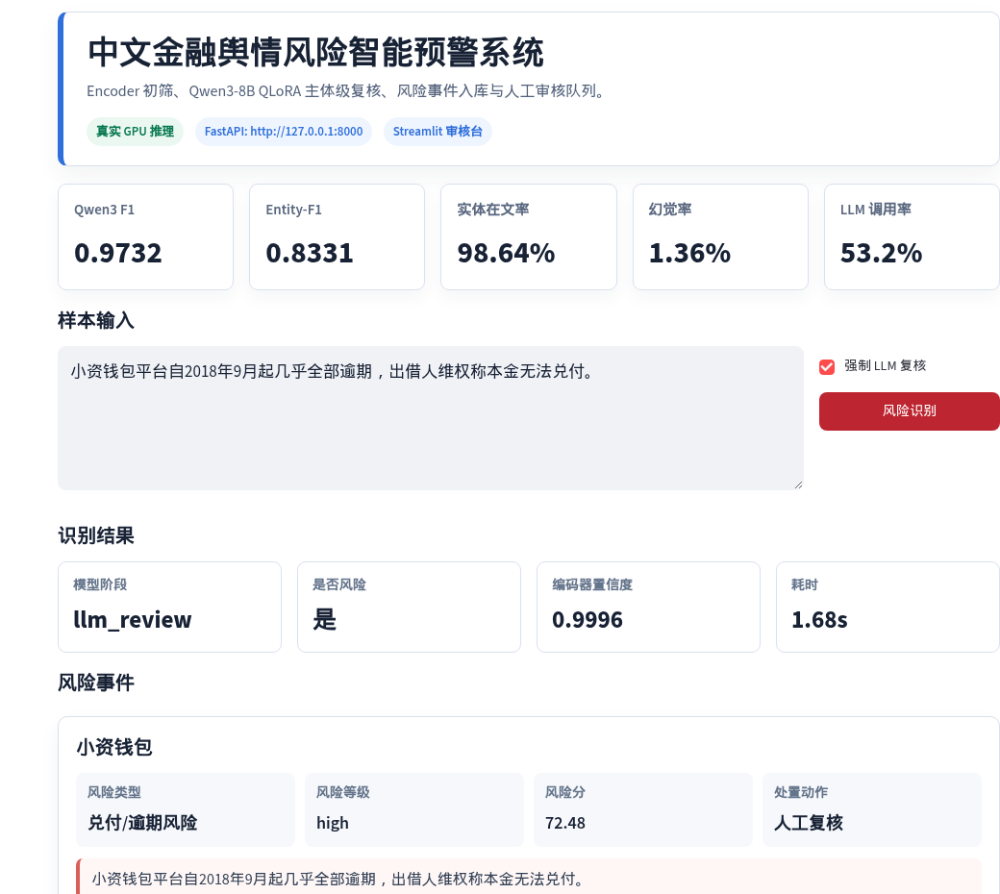 中文金融舆情风险智能预警系统
Encoder 初筛、Qwen3-8B QLoRA 主体级复核、风险事件入库与人工审核队列。
真实 GPU 推理
FastAPI: http://127.0.0.1:8000
Streamlit 审核台
Qwen3 F1
Entity-F1
实体在文率
幻觉率
LLM 调用率
0.9732
0.8331
98.64%
1.36%
53.2%
样本输入
小资钱包平台自2018年9月起几乎全部逾期，出借人维权称本金无法兑付。
强制 LLM 复核
风险识别
识别结果
模型阶段
是否风险
编码器置信度
耗时
llm_review
是
0.9996
1.68s
风险事件
小资钱包
风险类型
风险等级
风险分
处置动作
兑付/逾期风险
high
72.48
人工复核
小资钱包平台自2018年9月起几乎全部逾期，出借人维权称本金无法兑付。